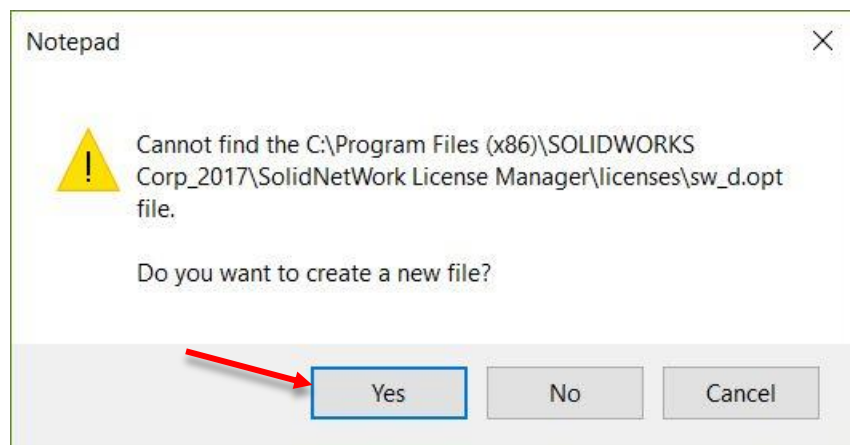 Notepad
Cannot find the C:\Program Files (x86)\SOLIDWORKS
Corp_2017\SolidNetWork License Manager\licenses\sw_d.opt
file.
Do you want to create a new file?
Yes
No
Cancel